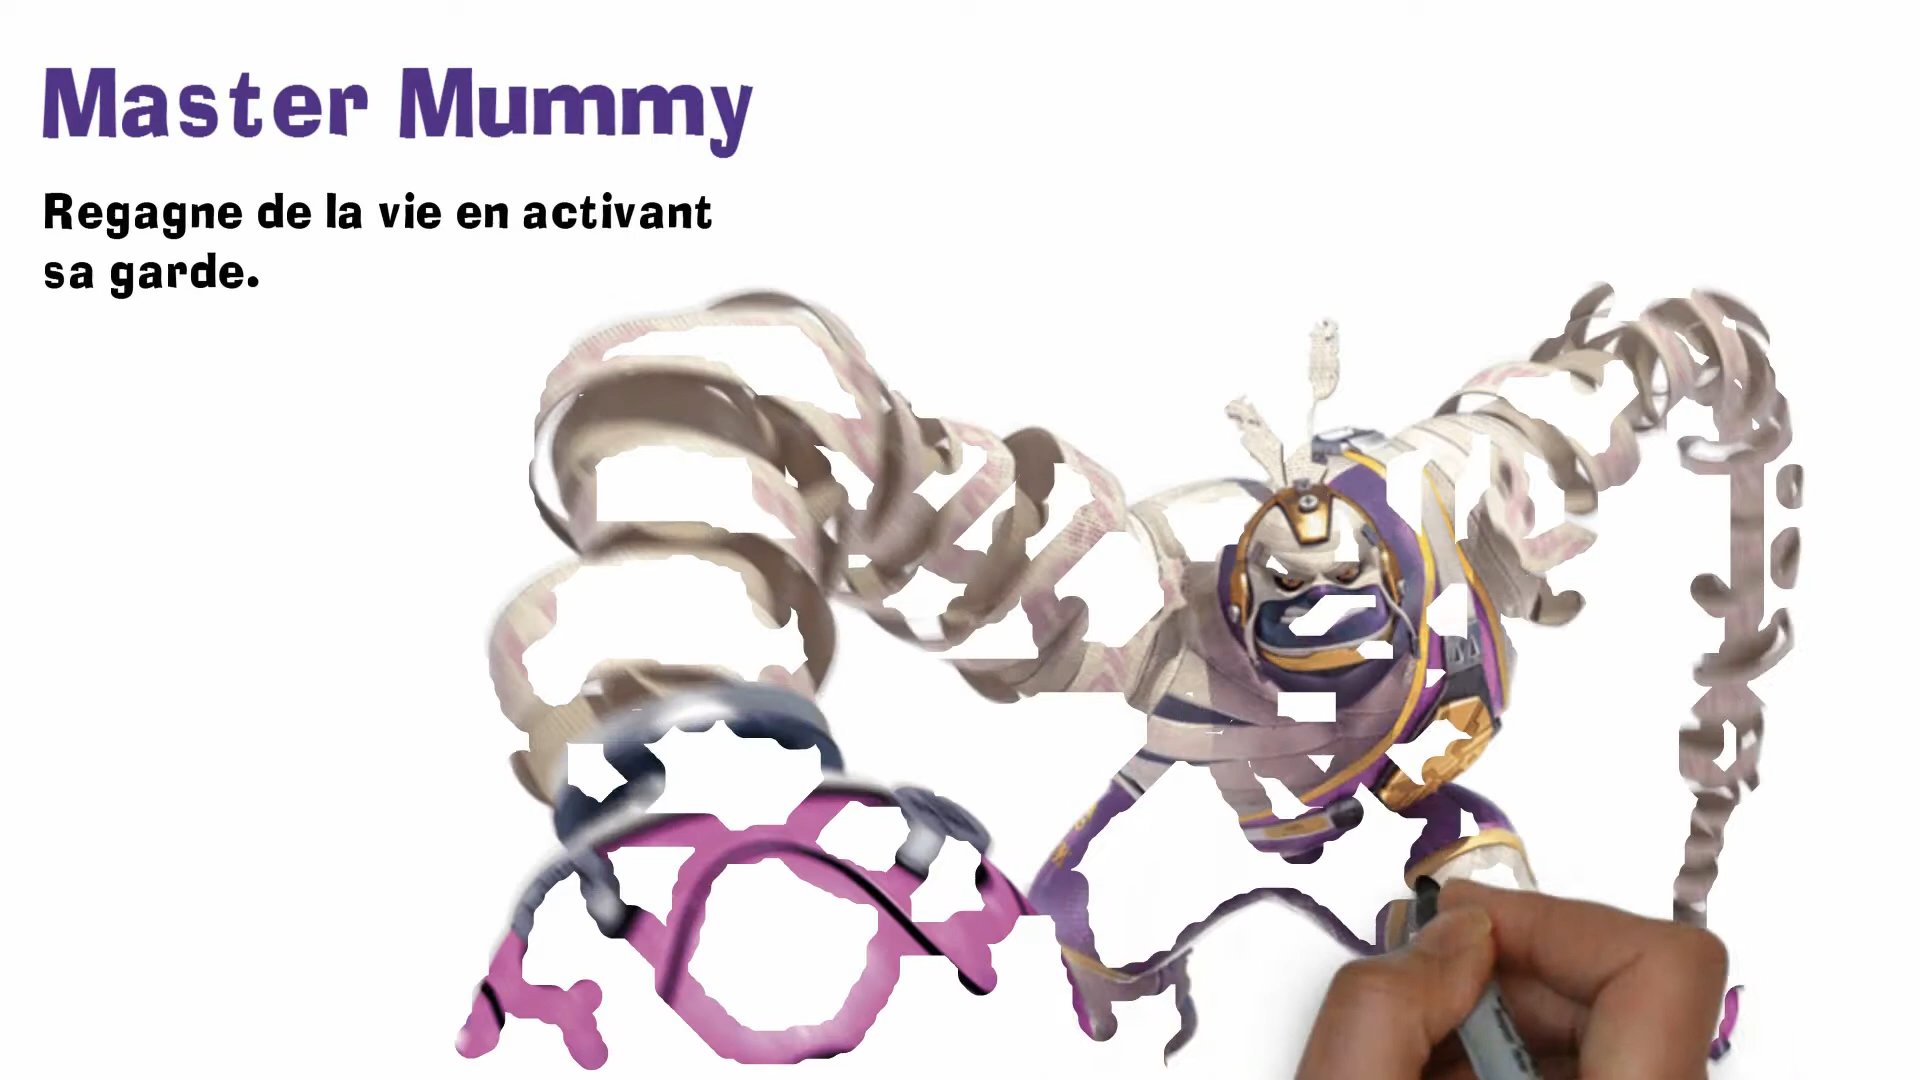 Master Mummy
Regagne de la vie en activant
sa garde.